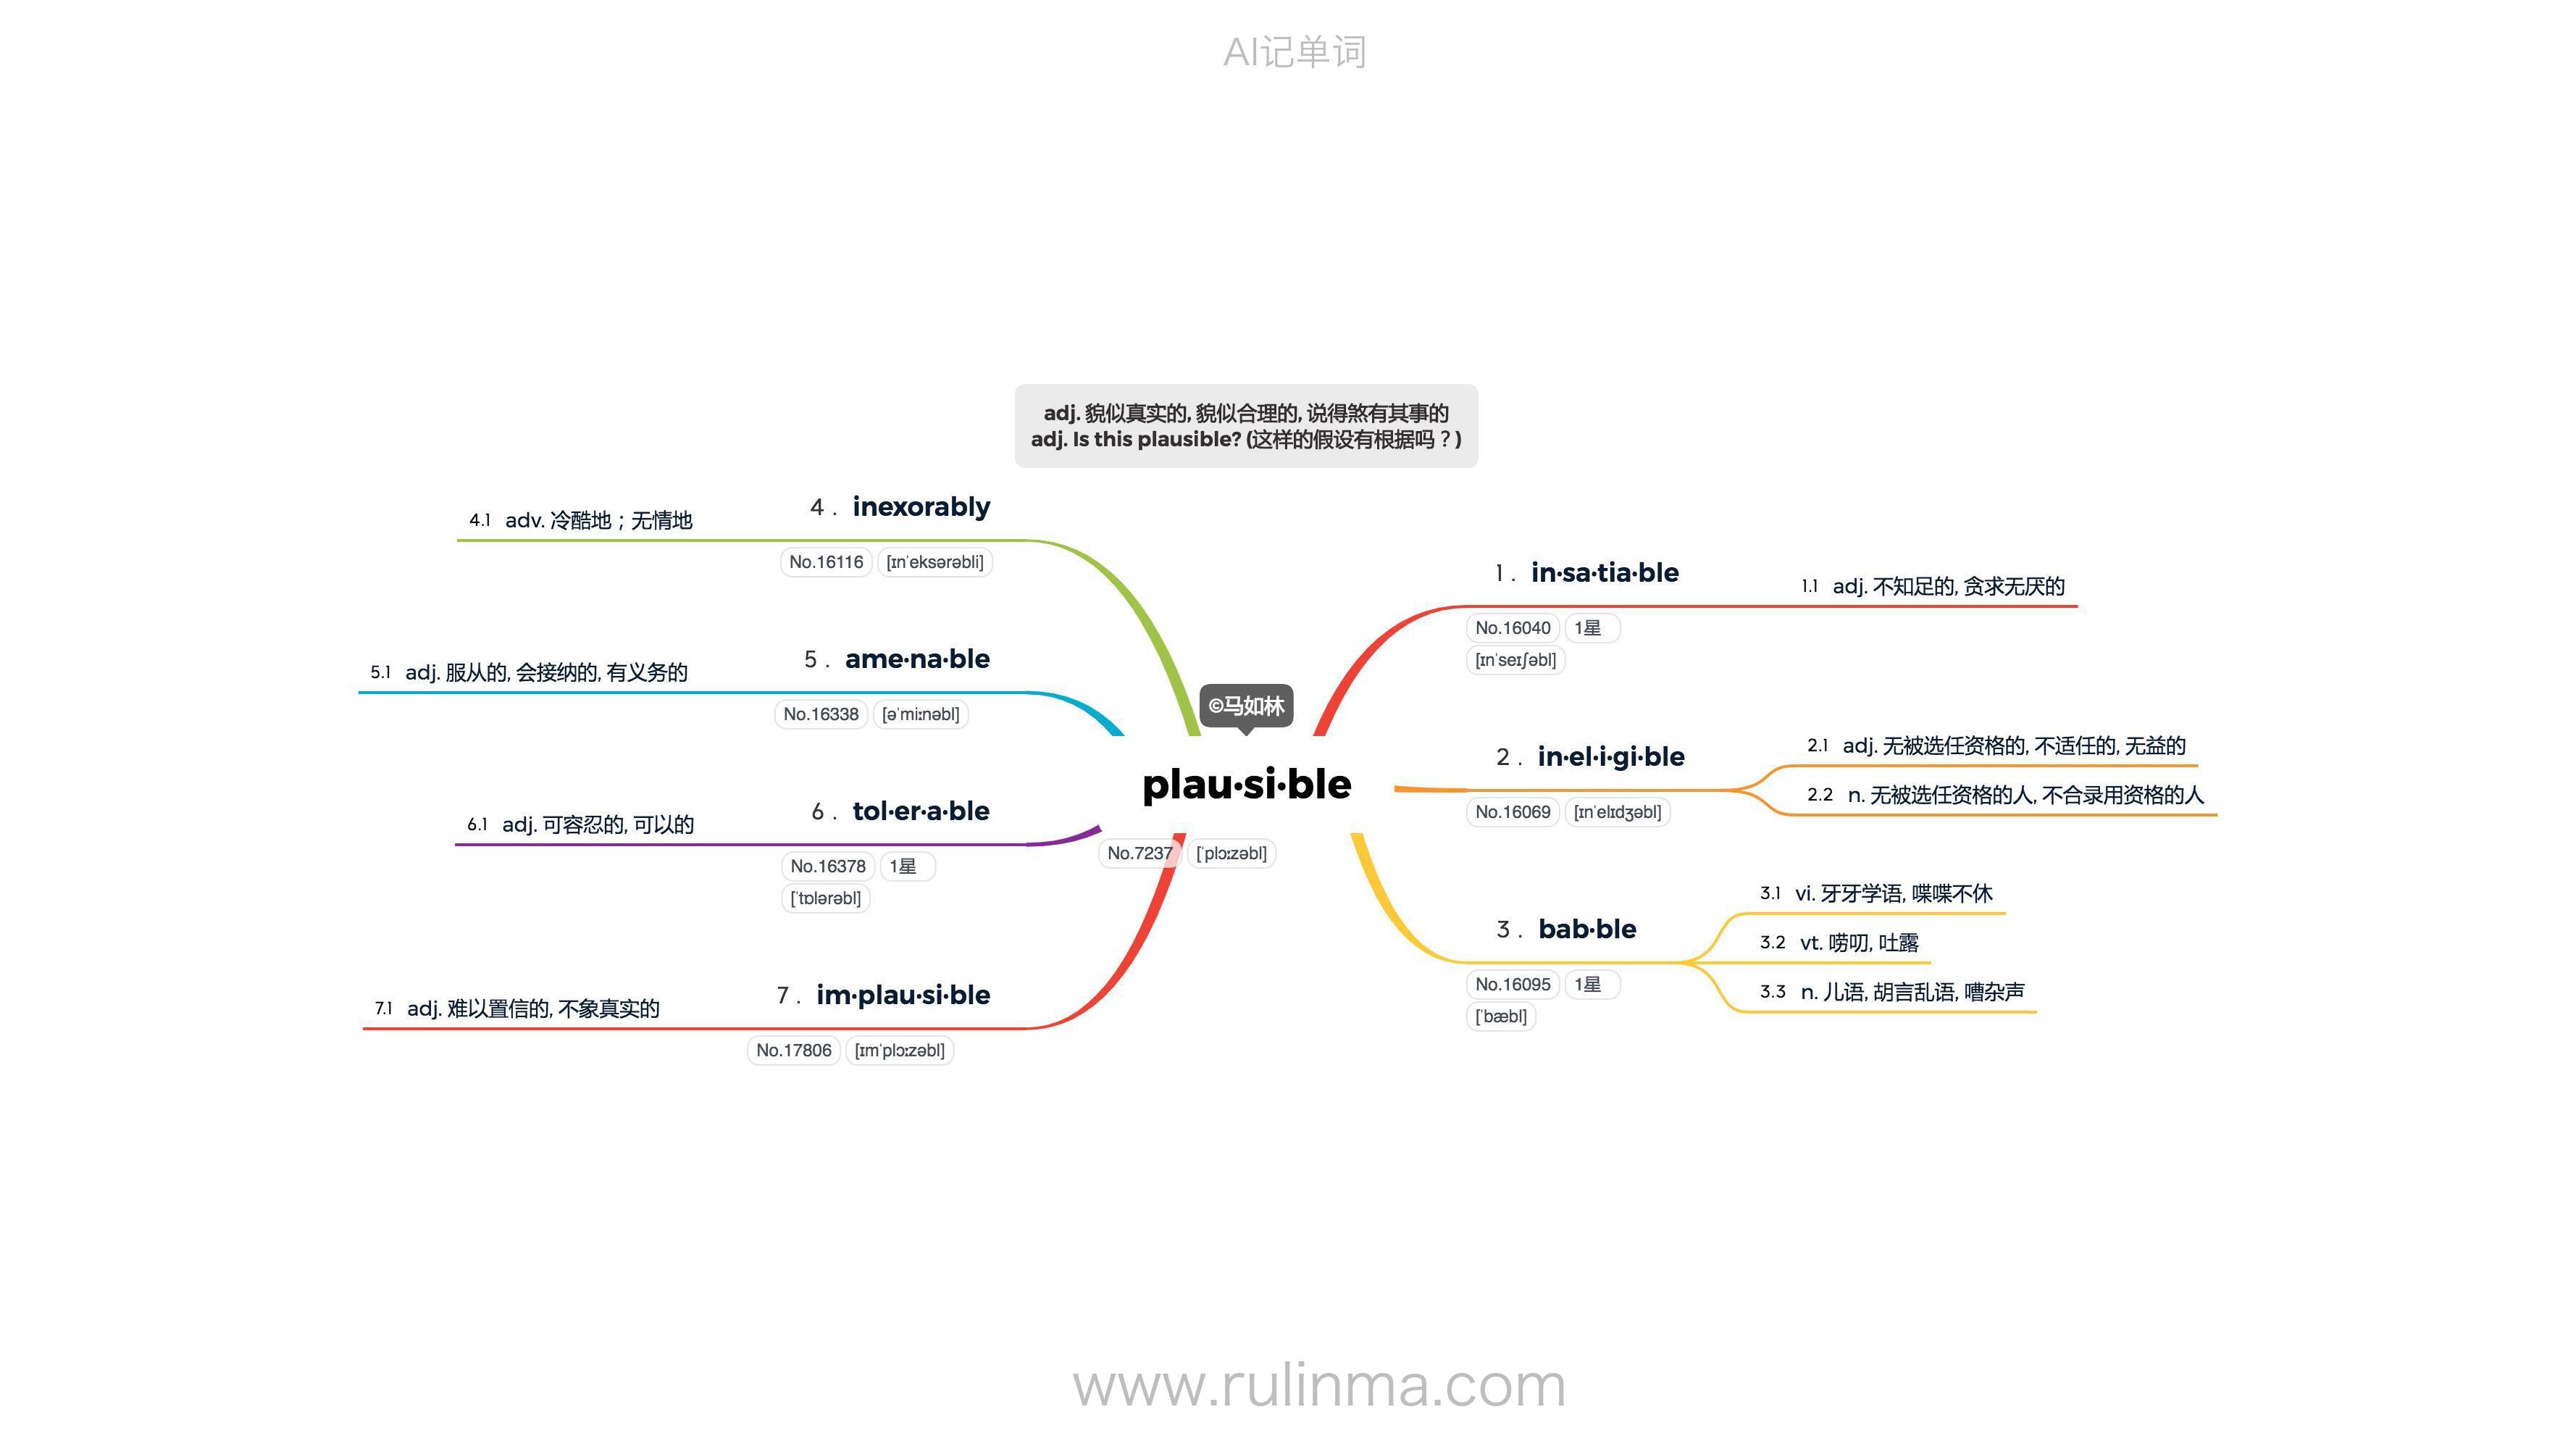 AI记单词
adj. 貌似真实的, 貌似合理的, 说得煞有其事的
adj. Is this plausible? (这样的假设有根据吗？)
©马如林
plau·si·ble
No.7237 [ˈplɔːzəbl]
1. in·sa·tia·ble
No.16040 1星
[ɪnˈseɪʃəbl]
1.1 adj. 不知足的, 贪求无厌的
2. in·el·i·gi·ble
No.16069 [ɪnˈelɪdʒəbl]
2.1 adj. 无被选任资格的, 不适任的, 无益的
2.2 n. 无被选任资格的人, 不合录用资格的人
3. bab·ble
No.16095 1星
[ˈbæbl]
3.1 vi. 牙牙学语, 喋喋不休
3.2 vt. 唠叨, 吐露
3.3 n. 儿语, 胡言乱语, 嘈杂声
4. inexorably
No.16116 [ɪnˈeksərəbli]
4.1 adv. 冷酷地；无情地
5. ame·na·ble
No.16338 [əˈmiːnəbl]
5.1 adj. 服从的, 会接纳的, 有义务的
6. tol·er·a·ble
No.16378 1星
[ˈtɒlərəbl]
6.1 adj. 可容忍的, 可以的
7. im·plau·si·ble
No.17806 [ɪmˈplɔːzəbl]
7.1 adj. 难以置信的, 不象真实的
www.rulinma.com